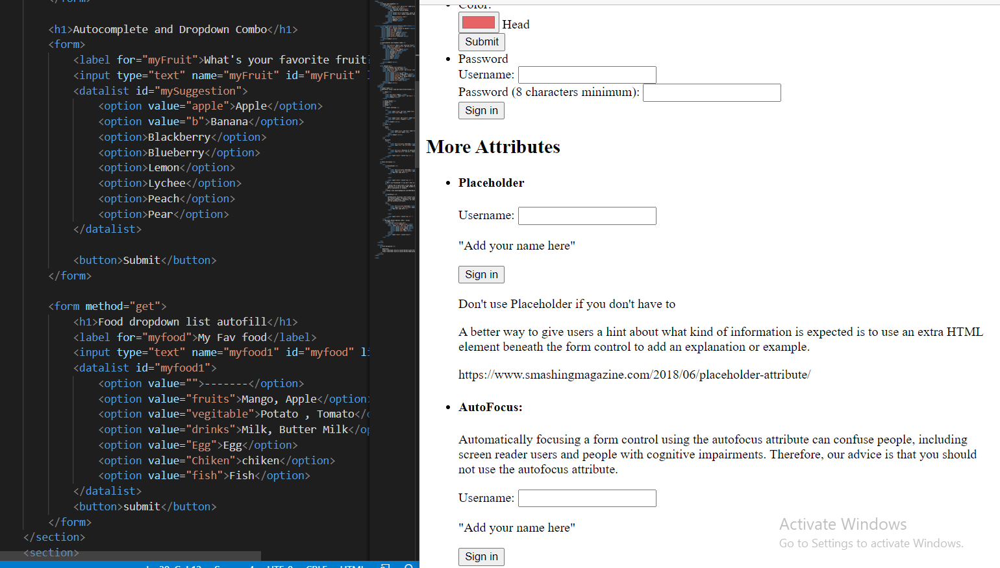 <h1>Autocomplete and Dropdown Combo</h1>
<form>
<label for="myFruit">What's your favorite fruit?
<input type="text" name="myFruit" id="myFruit"
<datalist id="mySuggestion">
<option value="apple">Apple</option>
<option value="b">Banana</option>
<option>Blackberry</option>
<option>Blueberry</option>
<option>Lemon</option>
<option>Lychee</option>
<option>Peach</option>
<option>Pear</option>
</datalist>
<button>Submit</button>
</form>
<form method="get">
<h1>Food dropdown list autofill</h1>
<label for="myfood">My Fav food</label>
<input type="text" name="myfood1" id="myfood" li
<datalist id="myfood1">
<option value="">-------</option>
<option value="fruits">Mango, Apple</option>
<option value="vegitable">Potato , Tomato</o
<option value="drinks">Milk, Butter Milk</op
<option value="Egg">Egg</option>
<option value="Chiken">chiken</option>
<option value="fish">Fish</option>
</datalist>
<button>submit</button>
</form>
</section>
<section>
Color:
Head
Submit
Password
Username:
Password (8 characters minimum):
Sign in
More Attributes
Placeholder
Username:
"Add your name here"
Sign in
Don't use Placeholder if you don't have to
A better way to give users a hint about what kind of information is expected is to use an extra HTML
element beneath the form control to add an explanation or example.
https://www.smashingmagazine.com/2018/06/placeholder-attribute/
AutoFocus:
Automatically focusing a form control using the autofocus attribute can confuse people, including
screen reader users and people with cognitive impairments. Therefore, our advice is that you should
not use the autofocus attribute.
Username:
"Add your name here"
Sign in
Activate Windows
Go to Settings to activate Windows.